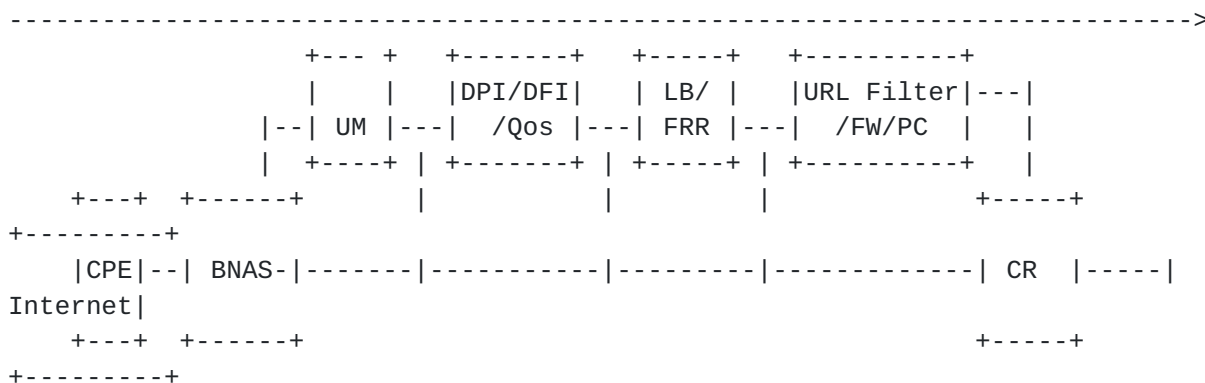 --------------------------------------------------------------------------->
                   +--- +   +-------+   +-----+   +----------+
                   |    |   |DPI/DFI|   | LB/ |   |URL Filter|---|
                |--| UM |---|  /Qos |---| FRR |---|  /FW/PC  |   |
                |  +----+ | +-------+ | +-----+ | +----------+   |
    +---+  +------+       |           |         |             +-----+
+---------+
    |CPE|--| BNAS-|-------|-----------|---------|-------------| CR  |-----|
Internet|
    +---+  +------+                                           +-----+
+---------+